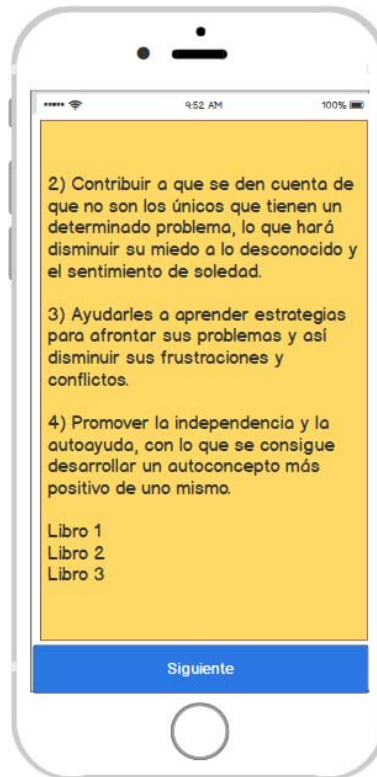 9:52 AM 100%
2) Contribuir a que se den cuenta de
que no son los únicos que tienen un
determinado problema, lo que hará
disminuir su miedo a lo desconocido y
el sentimiento de soledad.
3) Ayudarles a aprender estrategias
para afrontar sus problemas y así
disminuir sus frustraciones y
conflictos.
4) Promover la independencia y la
autoayuda, con lo que se consigue
desarrollar un autoconcepto más
positivo de uno mismo.
Libro 1
Libro 2
Libro 3
Siguiente